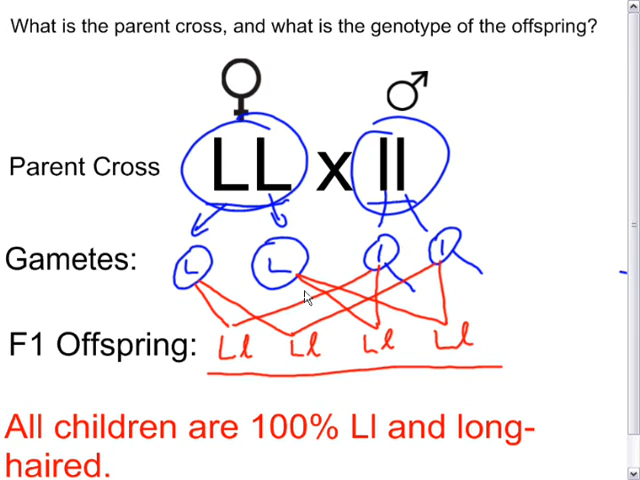 What is the parent cross, and what is the genotype of the offspring?
Parent Cross LL x ll
Gametes: L L l l
F1 Offspring: Ll Ll Ll Ll
All children are 100% Ll and long-
haired.